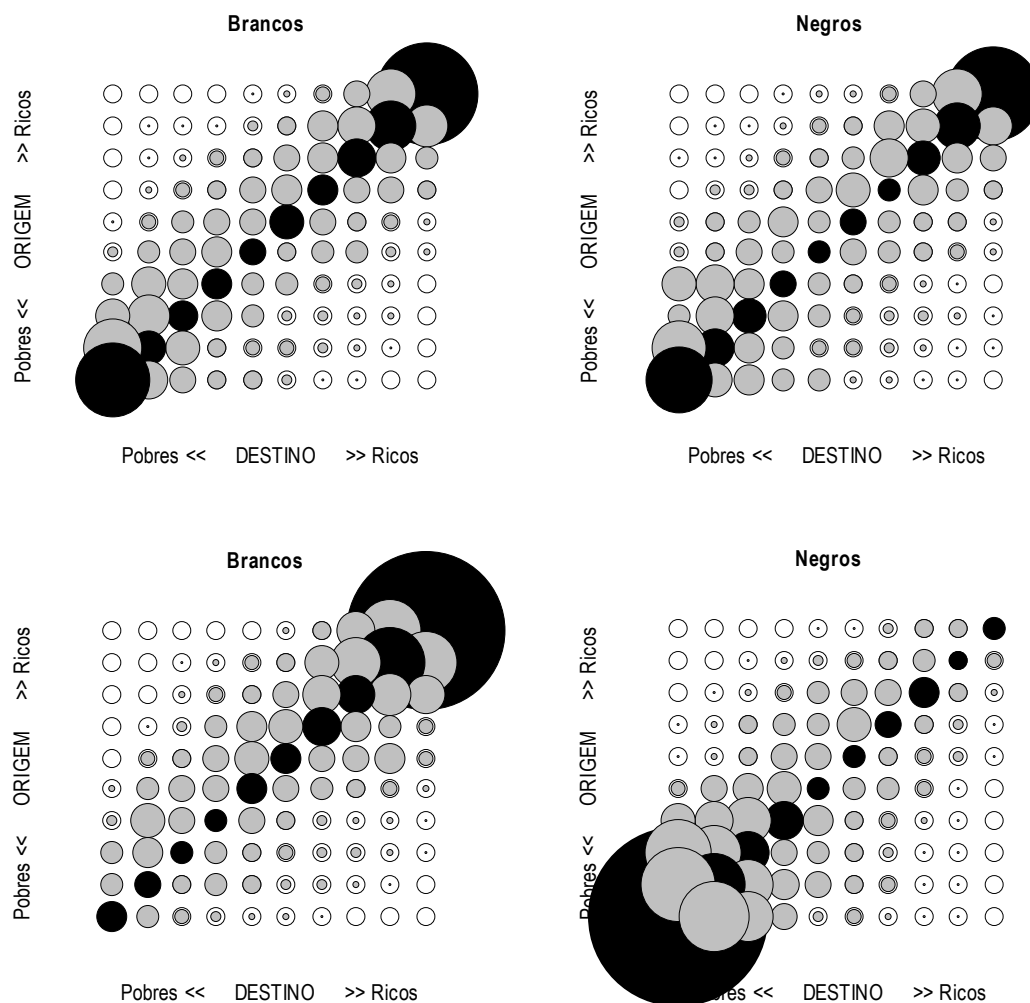 Brancos
Negros
Pobres <<      ORIGEM      >> Ricos
Pobres <<      ORIGEM      >> Ricos
Pobres <<      DESTINO      >> Ricos
Pobres <<      DESTINO      >> Ricos
Brancos
Negros
Pobres <<      ORIGEM      >> Ricos
Pobres <<      ORIGEM      >> Ricos
Pobres <<      DESTINO      >> Ricos
Pobres <<      DESTINO      >> Ricos